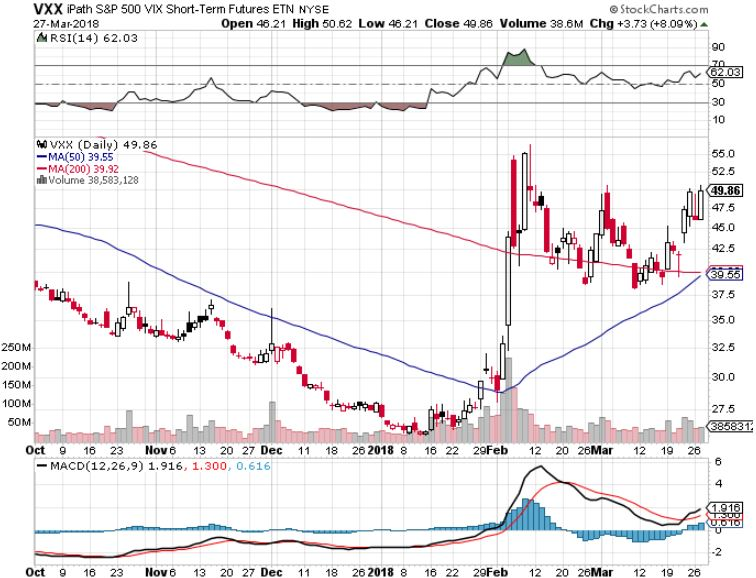 VXX iPath S&P 500 VIX Short-Term Futures ETN NYSE © StockCharts.com
27-Mar-2018 Open 46.21 High 50.62 Low 46.21 Close 49.86 Volume 38.6M Chg +3.73 (+8.09%)
RSI(14) 62.03
90
70
62.03
50
30
10
VXX (Daily) 49.86
MA(50) 39.55
MA(200) 39.92
Volume 38,583,128
55.0
52.5
49.86
47.5
45.0
42.5
39.55
37.5
35.0
250M 32.5
200M
150M 30.0
100M 27.5
50M 3858312
Oct 9 16 23 Nov 6 13 20 27 Dec 11 18 26 2018 8 16 22 29 Feb 12 20 26 Mar 12 19 26
MACD(12,26,9) 1.916, 1.300, 0.616
6
4
1.916
1.300
0.616
0
-2
Oct 9 16 23 Nov 6 13 20 27 Dec 11 18 26 2018 8 16 22 29 Feb 12 20 26 Mar 12 19 26